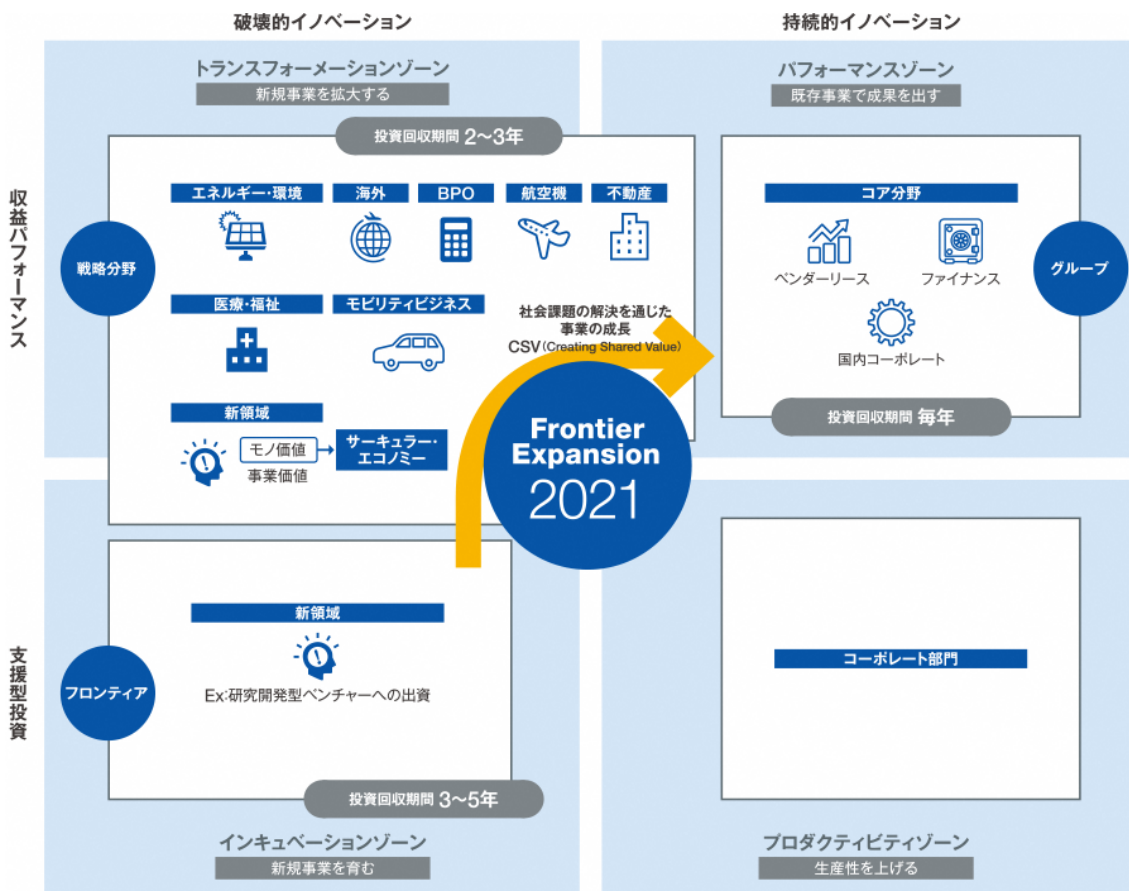 破壊的イノベーション
持続的イノベーション
トランスフォーメーションゾーン
新規事業を拡大する
パフォーマンスゾーン
既存事業で成果を出す
収益パフォーマンス
投資回収期間 2〜3年
エネルギー・環境
海外
BPO
航空機
不動産
戦略分野
医療・福祉
モビリティビジネス
社会課題の解決を通じた
事業の成長
CSV(Creating Shared Value)
新領域
モノ価値
事業価値
サーキュラー・
エコノミー
コア分野
ベンダーリース
ファイナンス
国内コーポレート
グループ
投資回収期間 毎年
Frontier
Expansion
2021
支援型投資
新領域
フロンティア
Ex:研究開発型ベンチャーへの出資
投資回収期間 3〜5年
コーポレート部門
インキュベーションゾーン
新規事業を育む
プロダクティビティゾーン
生産性を上げる